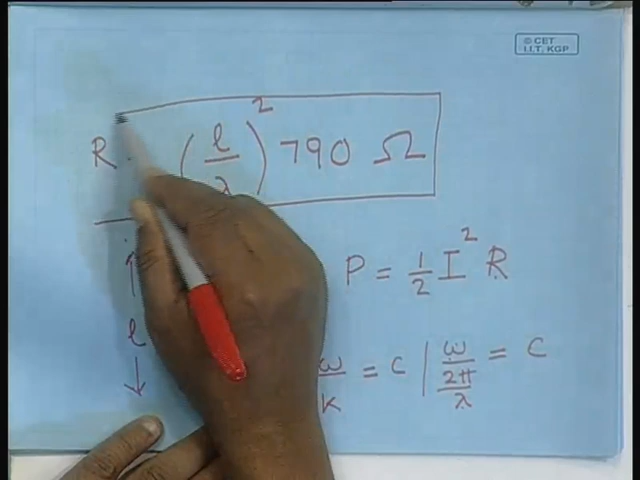 © CET
I.I.T. KGP
R (l/λ)² 790 Ω
P = 1/2 I² R
l
ω/K = C | ω/(2π/λ) = C